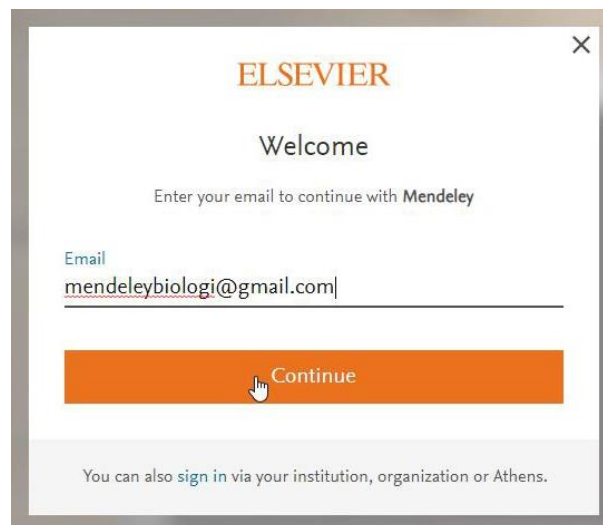 ELSEVIER
Welcome
Enter your email to continue with Mendeley
Email
mendeleybiologi@gmail.com
Continue
You can also sign in via your institution, organization or Athens.